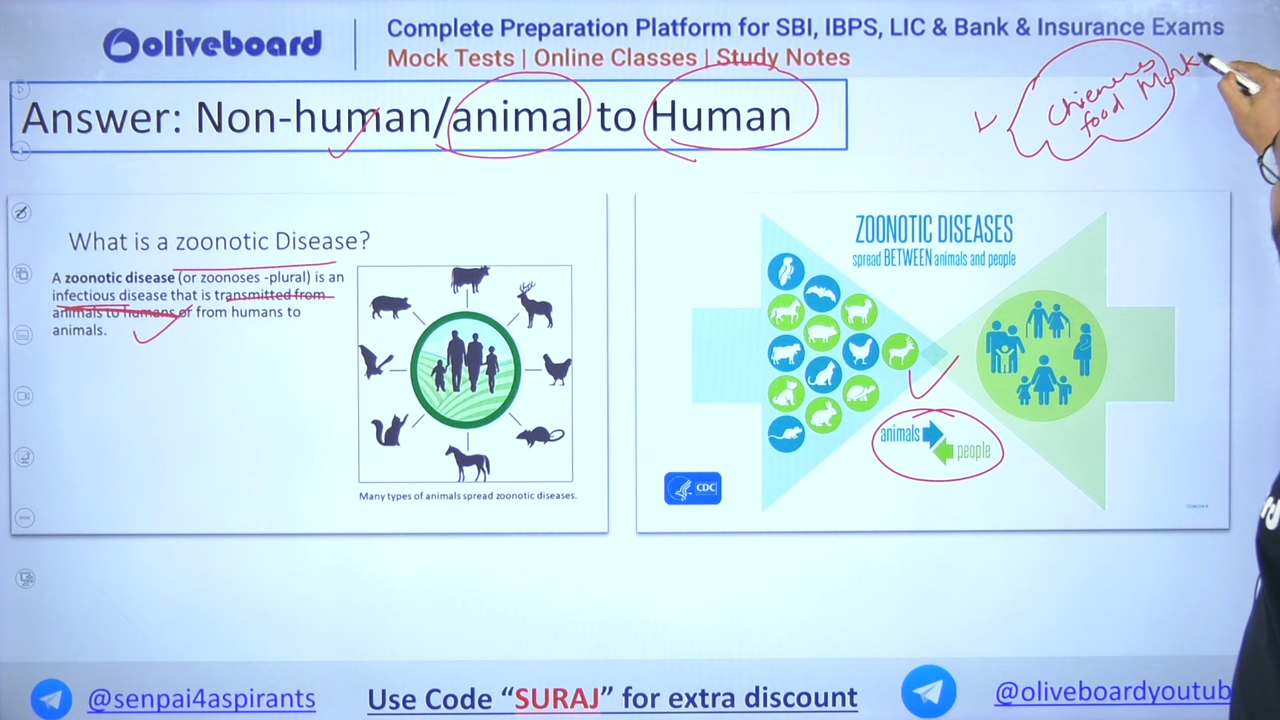 oliveboard
Complete Preparation Platform for SBI, IBPS, LIC & Bank & Insurance Exams
Mock Tests | Online Classes | Study Notes
Answer: Non-human/animal to Human
food
What is a zoonotic Disease?
A zoonotic disease (or zoonoses -plural) is an
infectious disease that is transmitted from
animals to humans or from humans to
animals.
Many types of animals spread zoonotic diseases.
ZOONOTIC DISEASES
spread BETWEEN animals and people
animals
people
CDC
@senpai4aspirants
Use Code “SURAJ” for extra discount
@oliveboardyoutub